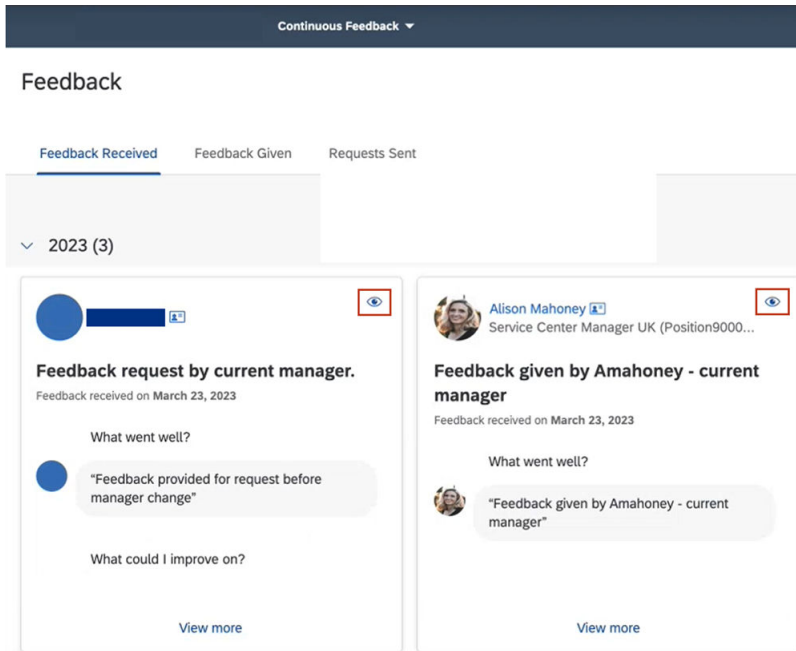 Continuous Feedback
Feedback
Feedback Received
Feedback Given
Requests Sent
2023 (3)
Feedback request by current manager.
Feedback received on March 23, 2023
What went well?
“Feedback provided for request before
manager change”
What could I improve on?
View more
Alison Mahoney
Service Center Manager UK (Position9000...
Feedback given by Amahoney - current
manager
Feedback received on March 23, 2023
What went well?
“Feedback given by Amahoney - current
manager”
View more